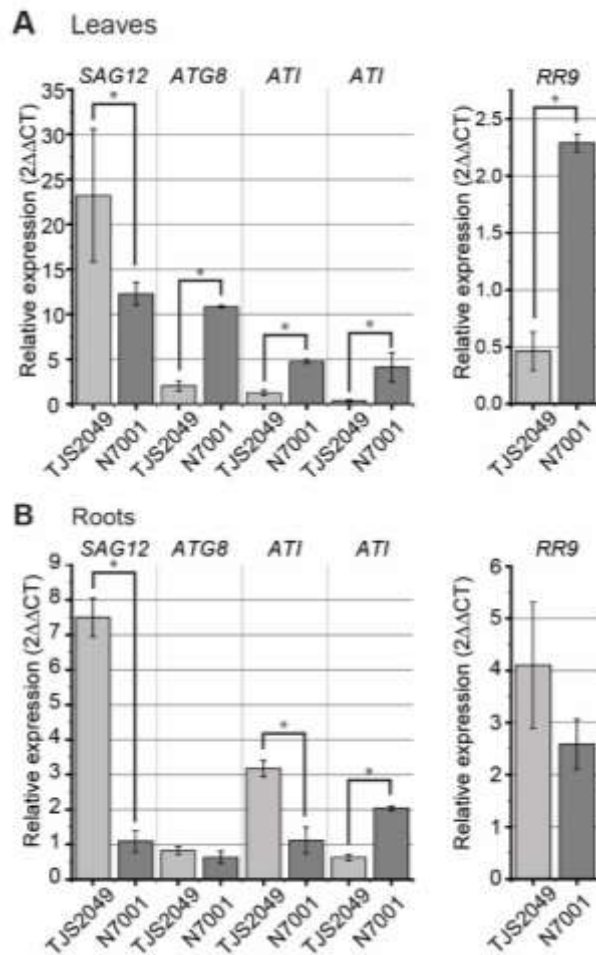 A Leaves
SAG12 ATG8 ATI ATI RR9
Relative expression (2ΔΔCT)
35
30
25
20
15
10
5
0
* * * *
TJS2049 N7001 TJS2049 N7001 TJS2049 N7001 TJS2049 N7001
Relative expression (2ΔΔCT)
2.5
2.0
1.5
1.0
0.5
0.0
*
TJS2049 N7001
B Roots
SAG12 ATG8 ATI ATI RR9
Relative expression (2ΔΔCT)
9
8
7
6
5
4
3
2
1
0
* * *
TJS2049 N7001 TJS2049 N7001 TJS2049 N7001 TJS2049 N7001
Relative expression (2ΔΔCT)
6
5
4
3
2
1
0
TJS2049 N7001